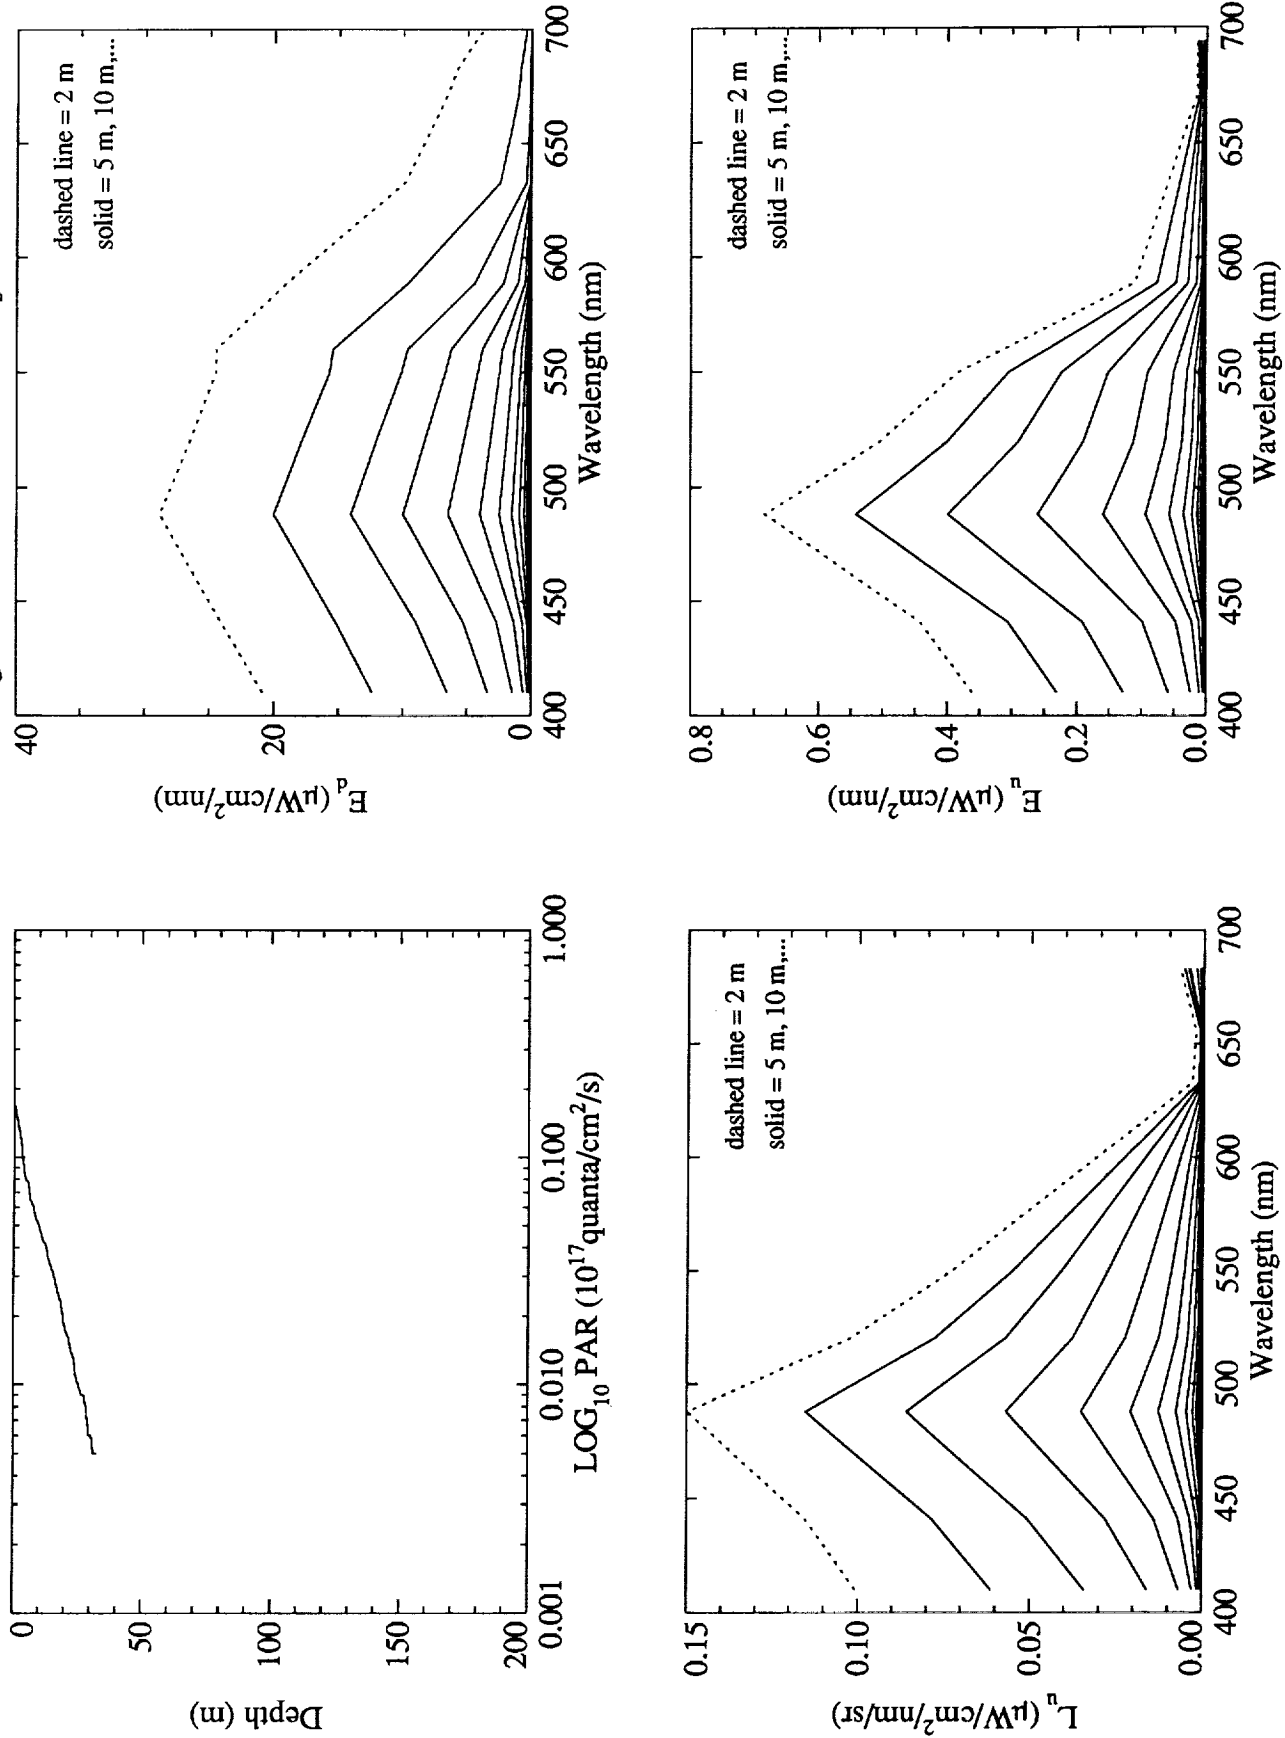 0
50
100
150
200
Depth (m)
0.001 0.010 0.100 1.000
LOG₁₀ PAR (10¹⁷quanta/cm²/s)
40
20
0
E_d (μW/cm²/nm)
dashed line = 2 m
solid = 5 m, 10 m,...
400 450 500 550 600 650 700
Wavelength (nm)
0.15
0.10
0.05
0.00
L_u (μW/cm²/nm/sr)
dashed line = 2 m
solid = 5 m, 10 m,...
400 450 500 550 600 650 700
Wavelength (nm)
0.8
0.6
0.4
0.2
0.0
E_u (μW/cm²/nm)
dashed line = 2 m
solid = 5 m, 10 m,...
400 450 500 550 600 650 700
Wavelength (nm)